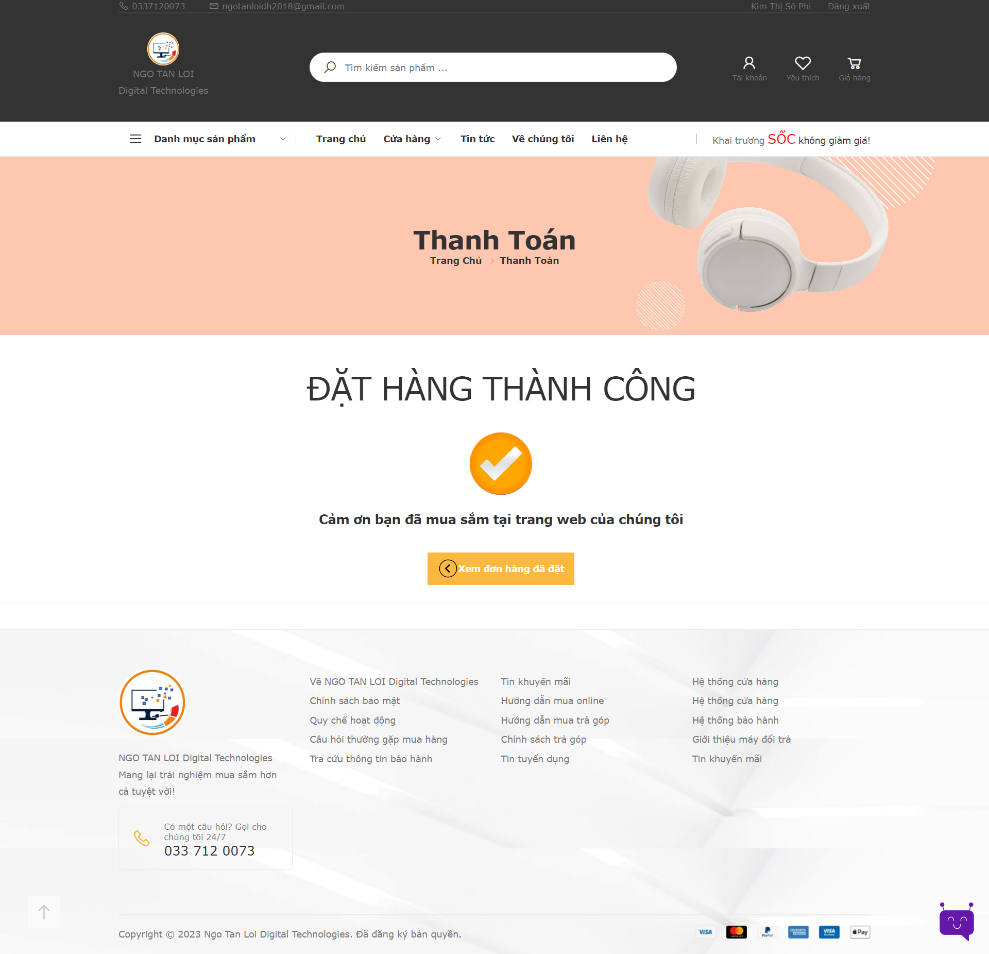 0337120073 ngotanloidh2018@gmail.com Kim Thị Sô Phi Đăng xuất
NGO TAN LOI
Digital Technologies
Tìm kiếm sản phẩm ...
Tài khoản Yêu thích Giỏ hàng
Danh mục sản phẩm Trang chủ Cửa hàng Tin tức Về chúng tôi Liên hệ Khai trương SỐC không giảm giá!
Thanh Toán
Trang Chủ Thanh Toán
ĐẶT HÀNG THÀNH CÔNG
Cảm ơn bạn đã mua sắm tại trang web của chúng tôi
Xem đơn hàng đã đặt
NGO TAN LOI Digital Technologies
Mang lại trải nghiệm mua sắm hơn
cả tuyệt vời!
Có một câu hỏi? Gọi cho
chúng tôi 24/7
033 712 0073
Về NGO TAN LOI Digital Technologies
Chính sách bảo mật
Quy chế hoạt động
Câu hỏi thường gặp mua hàng
Tra cứu thông tin bảo hành
Tin khuyến mãi
Hướng dẫn mua online
Hướng dẫn mua trả góp
Chính sách trả góp
Tin tuyển dụng
Hệ thống cửa hàng
Hệ thống cửa hàng
Hệ thống bảo hành
Giới thiệu máy đổi trả
Tin khuyến mãi
Copyright © 2023 Ngo Tan Loi Digital Technologies. Đã đăng ký bản quyền.
VISA PayPal VISA Pay